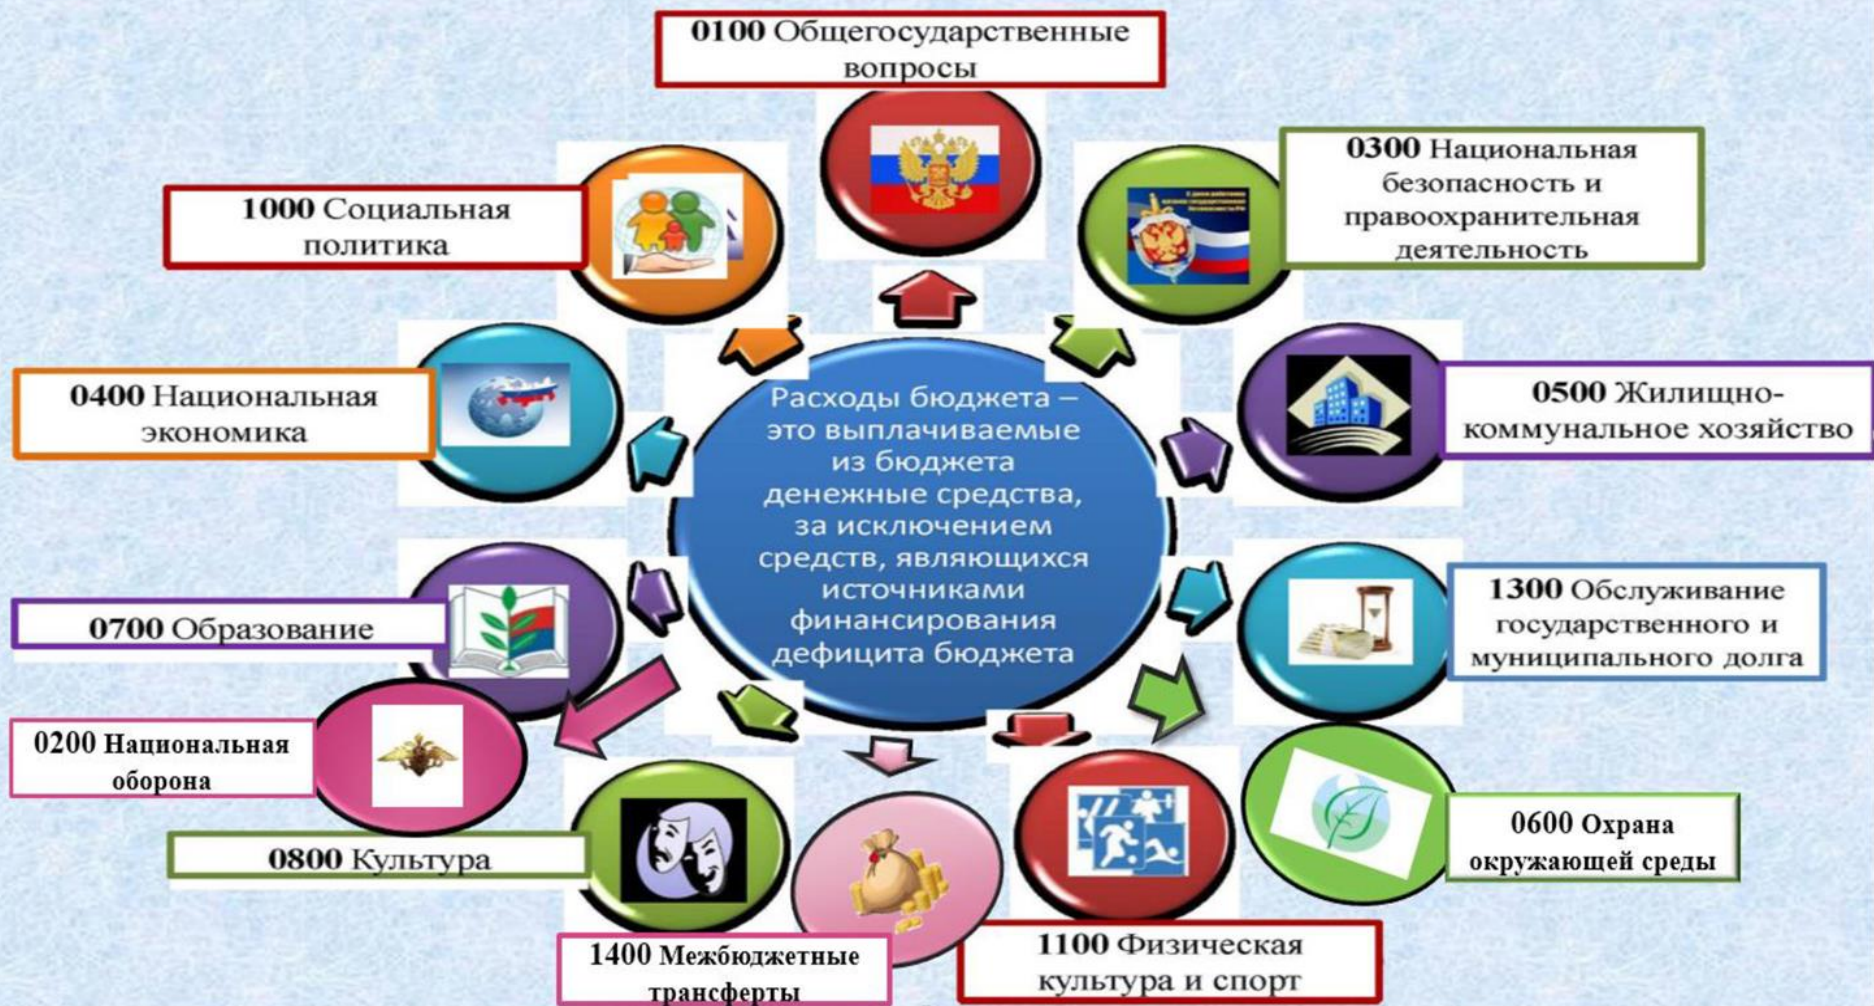 0100 Общегосударственные
вопросы
0300 Национальная
безопасность и
правоохранительная
деятельность
1000 Социальная
политика
0400 Национальная
экономика
0500 Жилищно-
коммунальное хозяйство
Расходы бюджета –
это выплачиваемые
из бюджета
денежные средства,
за исключением
средств, являющихся
источниками
финансирования
дефицита бюджета
0700 Образование
1300 Обслуживание
государственного и
муниципального долга
0200 Национальная
оборона
0800 Культура
0600 Охрана
окружающей среды
1400 Межбюджетные
трансферты
1100 Физическая
культура и спорт